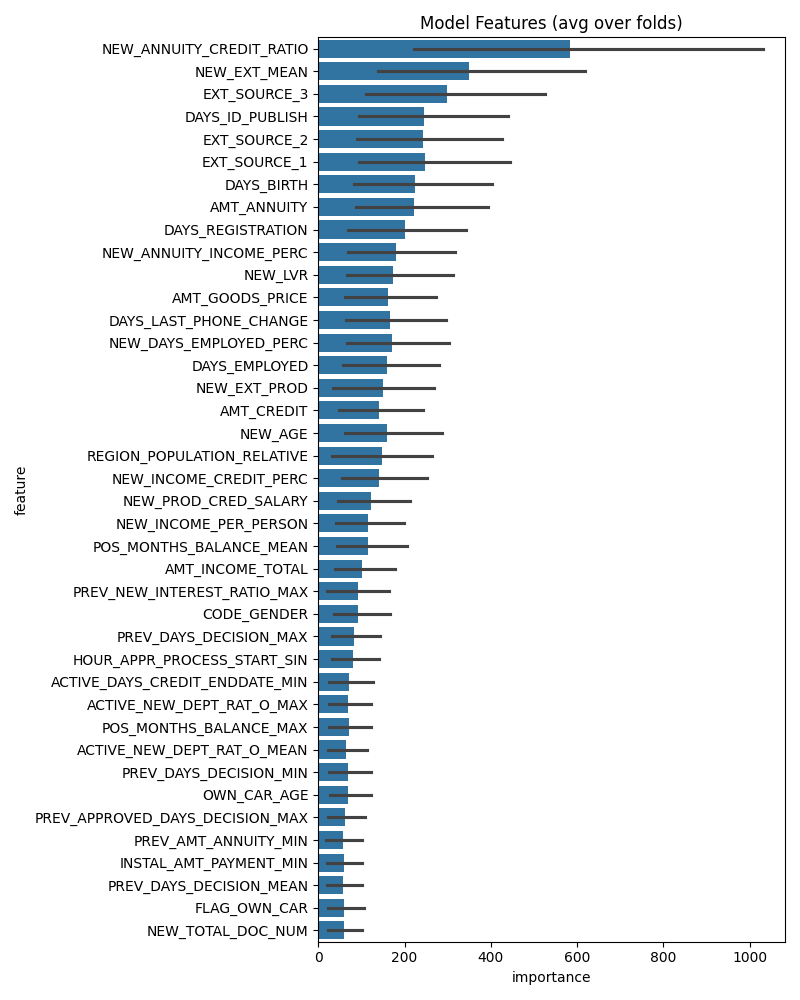 Model Features (avg over folds)
NEW_ANNUITY_CREDIT_RATIO
NEW_EXT_MEAN
EXT_SOURCE_3
DAYS_ID_PUBLISH
EXT_SOURCE_2
EXT_SOURCE_1
DAYS_BIRTH
AMT_ANNUITY
DAYS_REGISTRATION
NEW_ANNUITY_INCOME_PERC
NEW_LVR
AMT_GOODS_PRICE
DAYS_LAST_PHONE_CHANGE
NEW_DAYS_EMPLOYED_PERC
DAYS_EMPLOYED
NEW_EXT_PROD
AMT_CREDIT
NEW_AGE
REGION_POPULATION_RELATIVE
NEW_INCOME_CREDIT_PERC
NEW_PROD_CRED_SALARY
NEW_INCOME_PER_PERSON
POS_MONTHS_BALANCE_MEAN
AMT_INCOME_TOTAL
PREV_NEW_INTEREST_RATIO_MAX
CODE_GENDER
PREV_DAYS_DECISION_MAX
HOUR_APPR_PROCESS_START_SIN
ACTIVE_DAYS_CREDIT_ENDDATE_MIN
ACTIVE_NEW_DEPT_RAT_O_MAX
POS_MONTHS_BALANCE_MAX
ACTIVE_NEW_DEPT_RAT_O_MEAN
PREV_DAYS_DECISION_MIN
OWN_CAR_AGE
PREV_APPROVED_DAYS_DECISION_MAX
PREV_AMT_ANNUITY_MIN
INSTAL_AMT_PAYMENT_MIN
PREV_DAYS_DECISION_MEAN
FLAG_OWN_CAR
NEW_TOTAL_DOC_NUM
feature
0 200 400 600 800 1000
importance